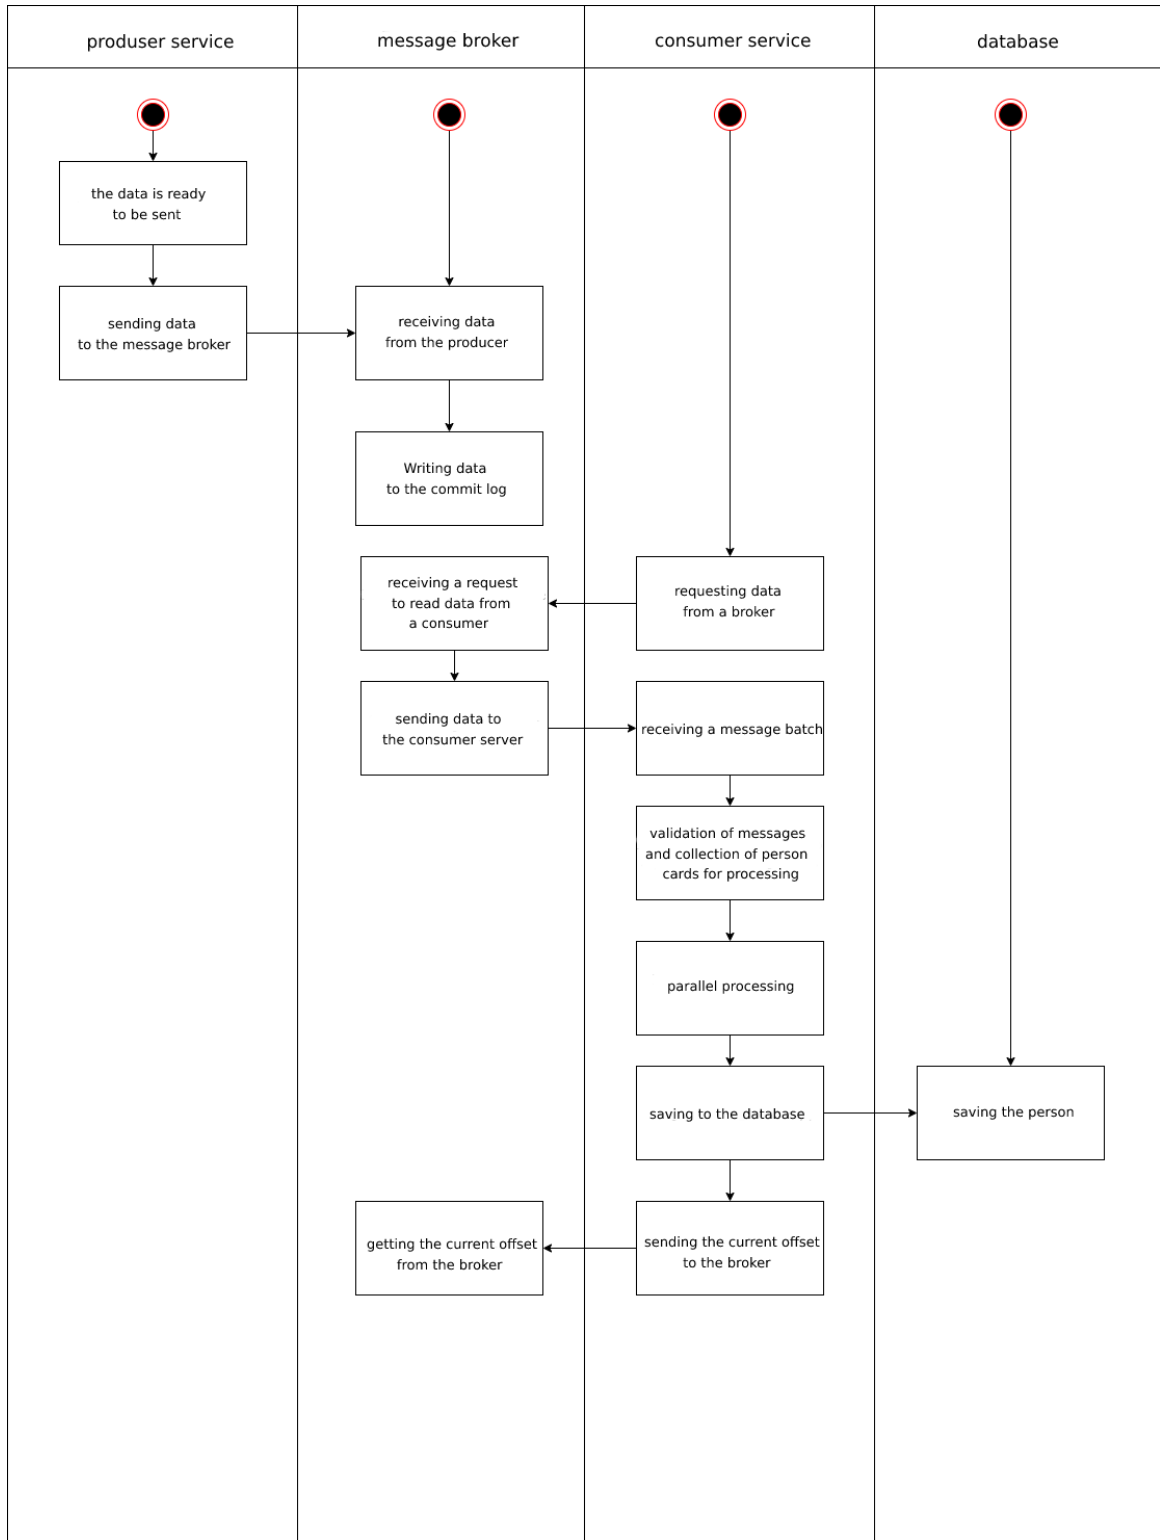 produser service
message broker
consumer service
database
the data is ready
to be sent
sending data
to the message broker
receiving data
from the producer
Writing data
to the commit log
receiving a request
to read data from
a consumer
requesting data
from a broker
sending data to
the consumer server
receiving a message batch
validation of messages
and collection of person
cards for processing
parallel processing
saving to the database
saving the person
getting the current offset
from the broker
sending the current offset
to the broker